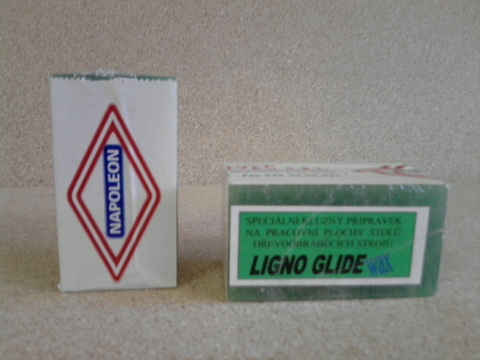 NAPOLEON
SPECIÁLNÍ KLUZNÝ PŘÍPRAVEK
NA PRACOVNÍ PLOCHY STOLŮ
DŘEVOOBRÁBĚCÍCH STROJŮ
LIGNO GLIDE wax